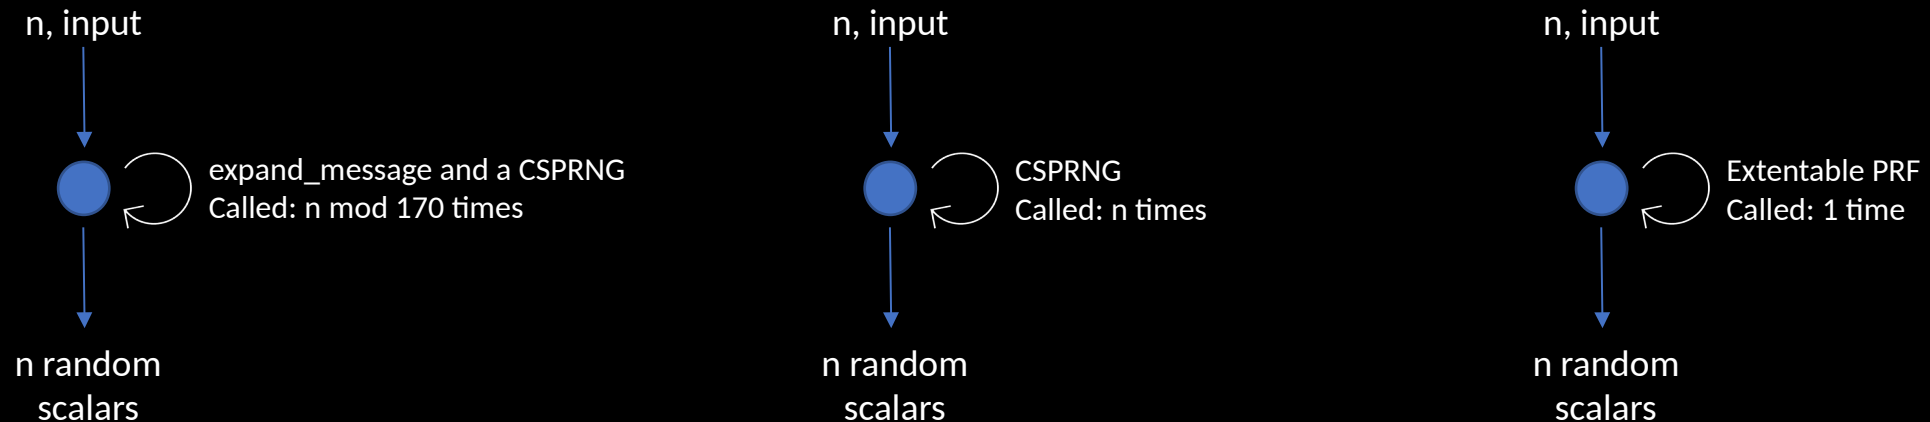 n, input
expand_message and a CSPRNG
Called: n mod 170 times
n random
scalars
n, input
CSPRNG
Called: n times
n random
scalars
n, input
Extentable PRF
Called: 1 time
n random
scalars